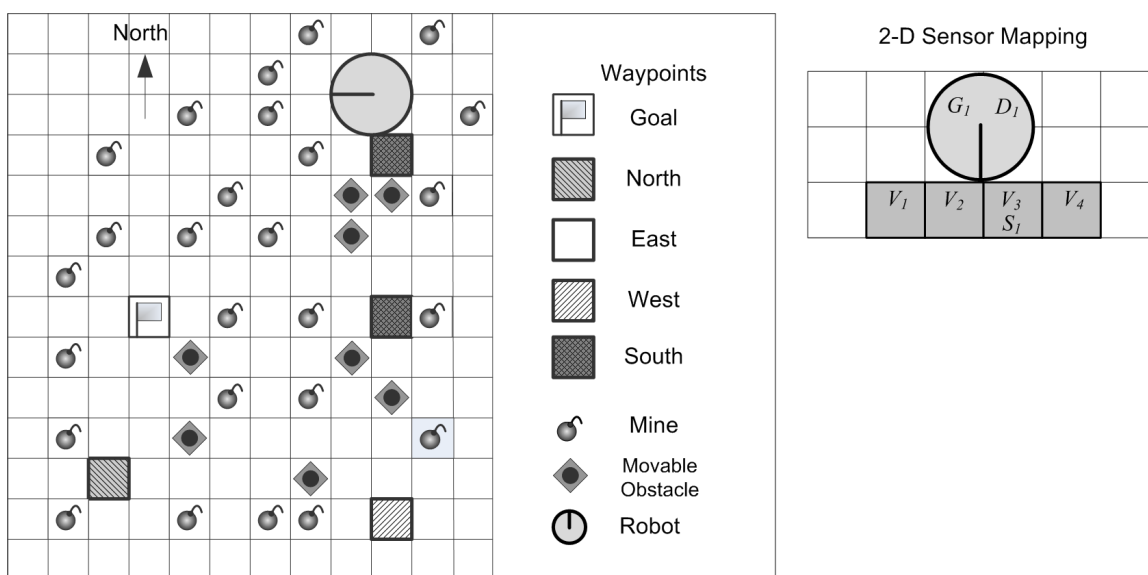 North
Waypoints
Goal
North
East
West
South
Mine
Movable
Obstacle
Robot
2-D Sensor Mapping
G1 D1
V1 V2 V3 V4
S1